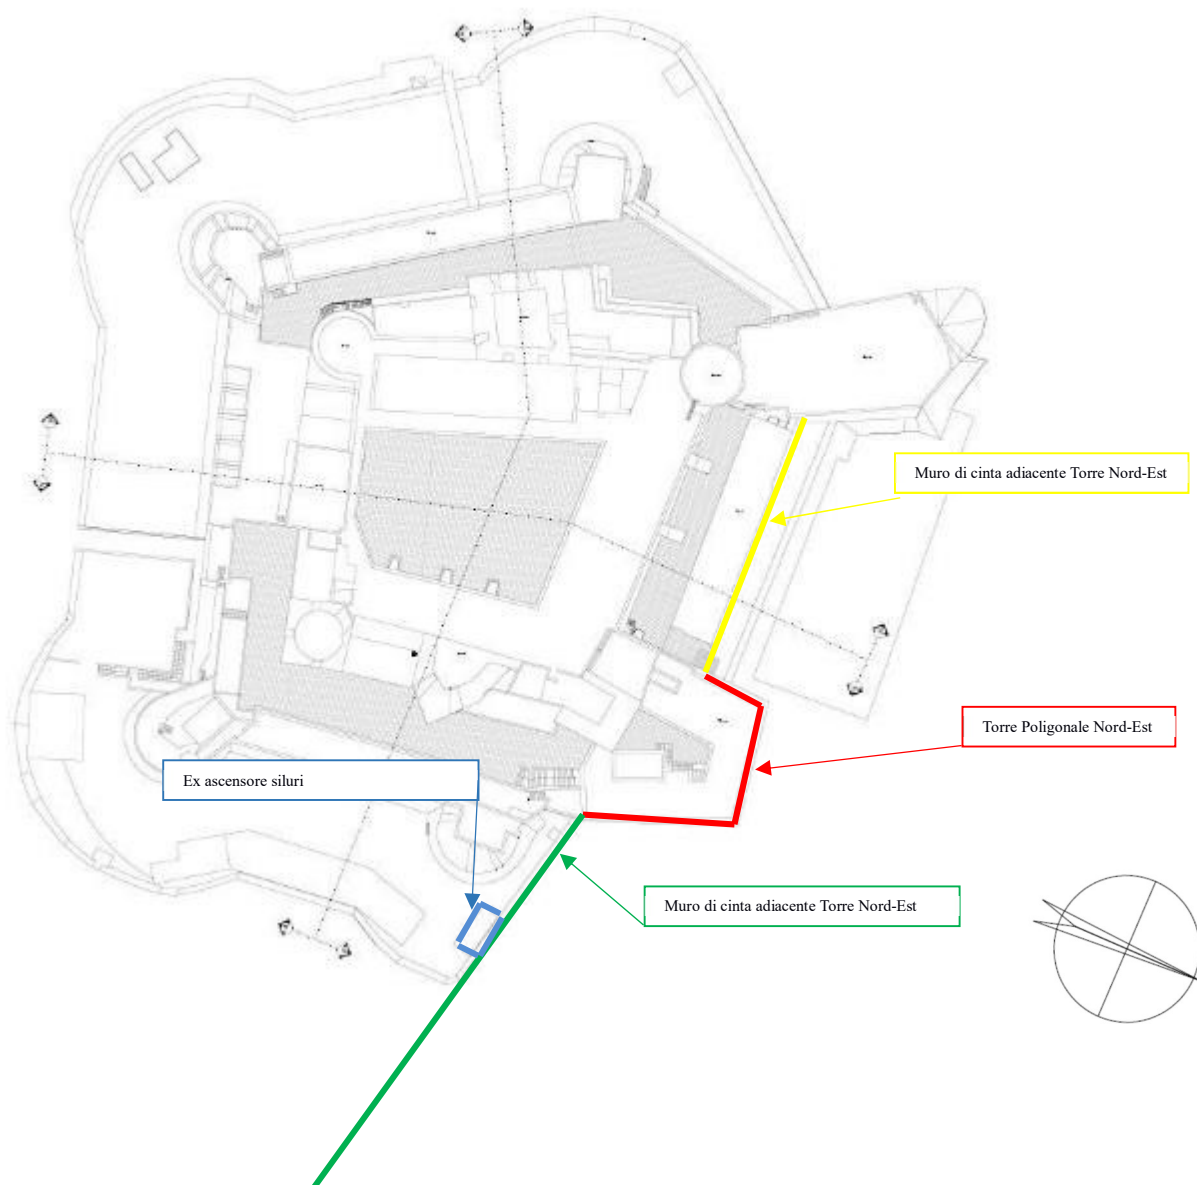 Muro di cinta adiacente Torre Nord-Est
Torre Poligonale Nord-Est
Ex ascensore siluri
Muro di cinta adiacente Torre Nord-Est